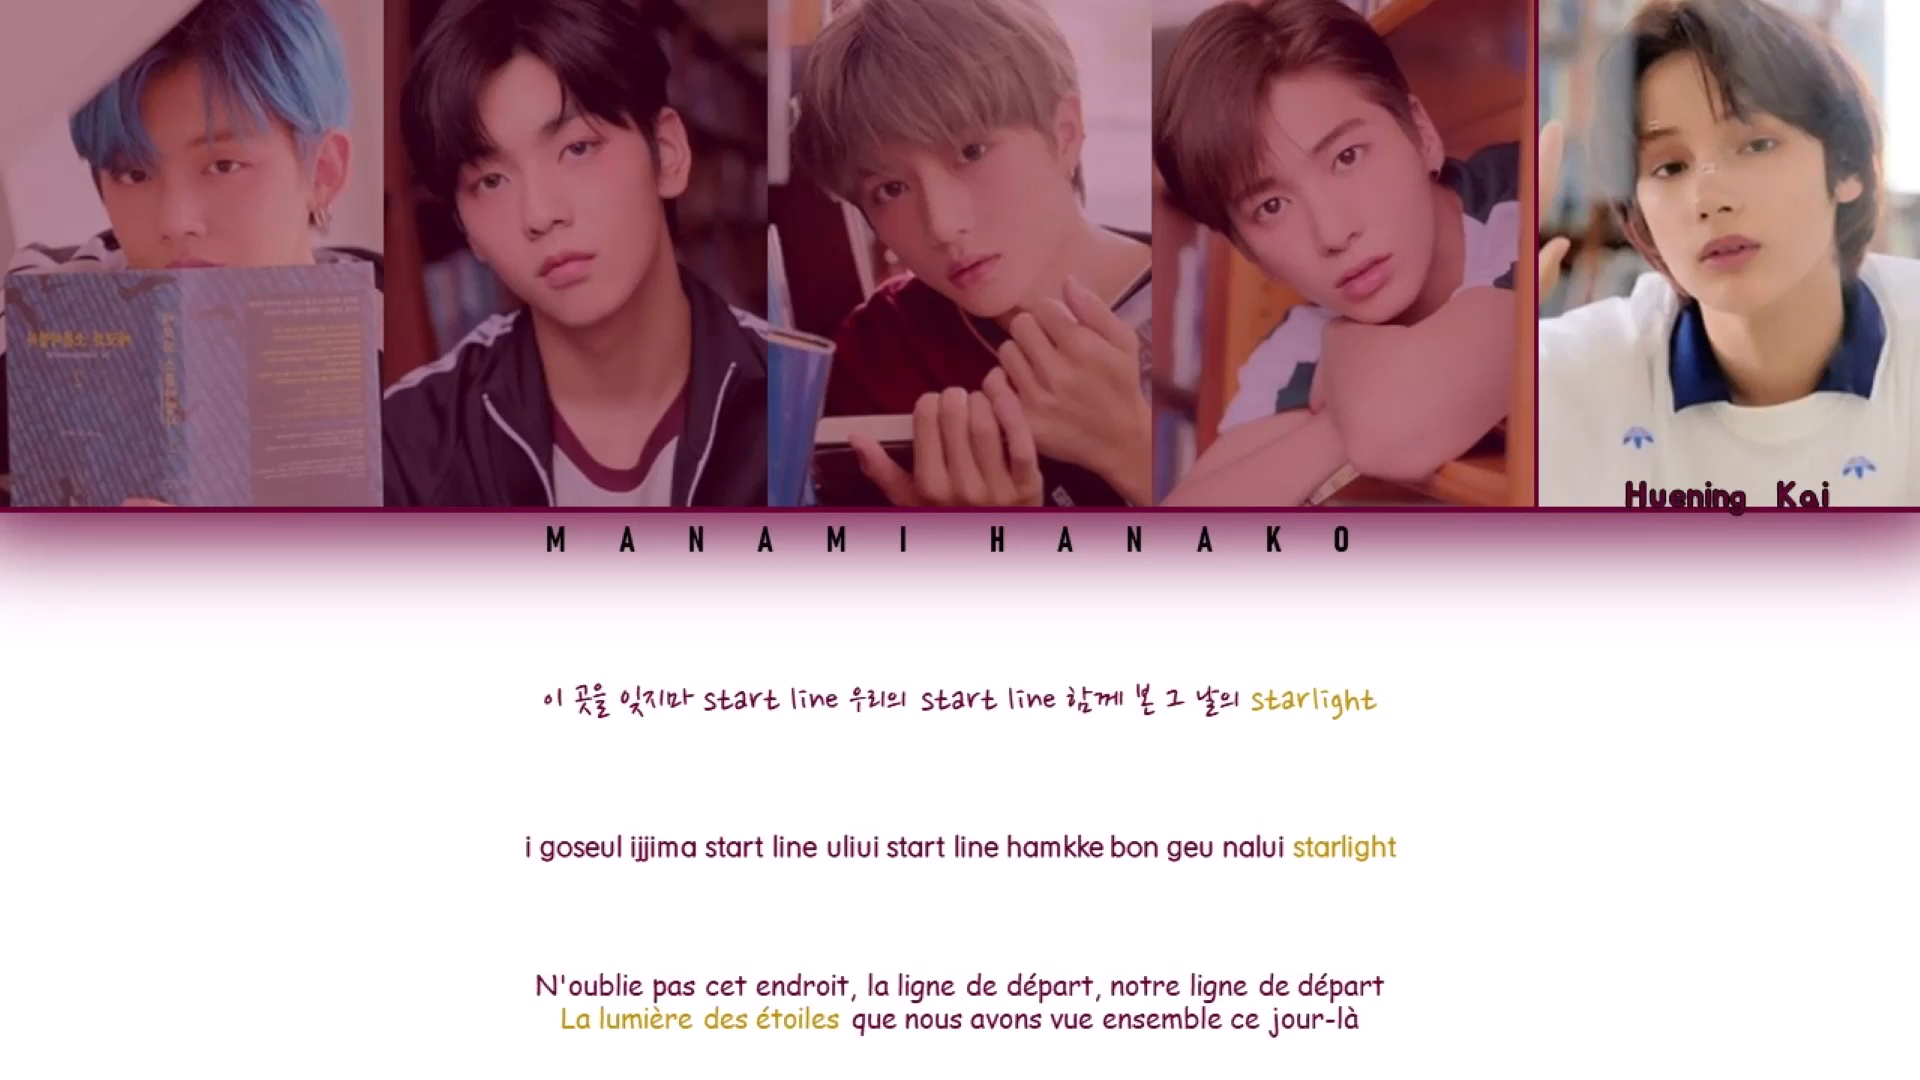 Huening Kai
MANAMI HANAKO
이 곳을 잊지마 start line 우리의 start line 함께 본 그 날의 starlight
i goseul ijjima start line uliui start line hamkke bon geu nalui starlight
N'oublie pas cet endroit, la ligne de départ, notre ligne de départ
La lumière des étoiles que nous avons vue ensemble ce jour-là